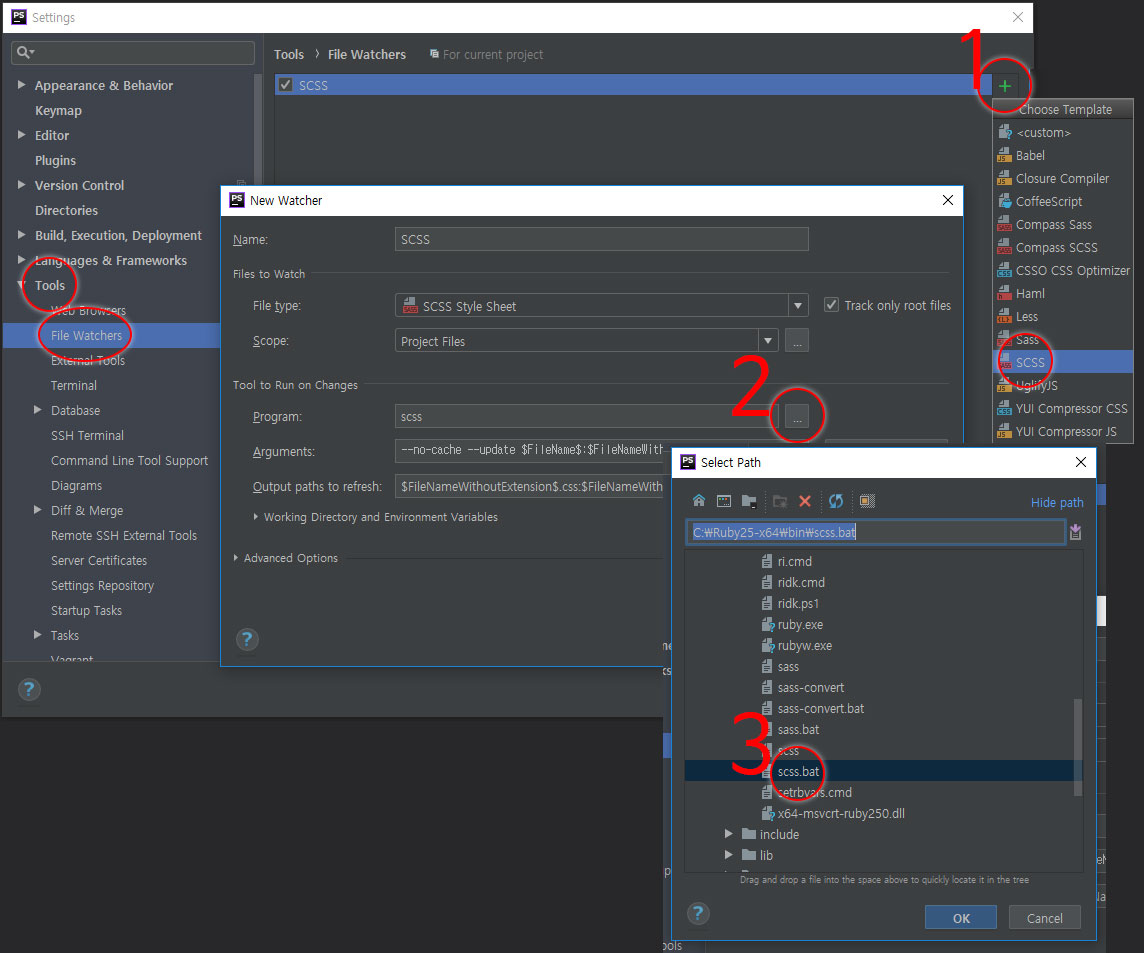 PS Settings
Tools › File Watchers For current project
1
SCSS
Appearance & Behavior
Keymap
Editor
Plugins
Version Control
Directories
Build, Execution, Deployment
Languages & Frameworks
Tools
Web Browsers
File Watchers
External Tools
Terminal
Database
SSH Terminal
Command Line Tool Support
Diagrams
Diff & Merge
Remote SSH External Tools
Server Certificates
Settings Repository
Startup Tasks
Tasks
Vagrant
?
Choose Template
<custom>
Babel
Closure Compiler
CoffeeScript
Compass Sass
Compass SCSS
CSSO CSS Optimizer
Haml
Less
Sass
SCSS
UglifyJS
YUI Compressor CSS
YUI Compressor JS
PS New Watcher
Name: SCSS
Files to Watch
File type: SCSS Style Sheet Track only root files
Scope: Project Files ...
2
Tool to Run on Changes
Program: scss ...
Arguments: --no-cache --update $FileName$:$FileNameWith
Output paths to refresh: $FileNameWithoutExtension$.css:$FileNameWith
Working Directory and Environment Variables
Advanced Options
?
PS Select Path
Hide path
C:₩Ruby25-x64₩bin₩scss.bat
ri.cmd
ridk.cmd
ridk.ps1
ruby.exe
rubyw.exe
sass
sass-convert
sass-convert.bat
sass.bat
3
scss
scss.bat
setrbvars.cmd
x64-msvcrt-ruby250.dll
include
lib
Drag and drop a file into the space above to quickly locate it in the tree
? OK Cancel